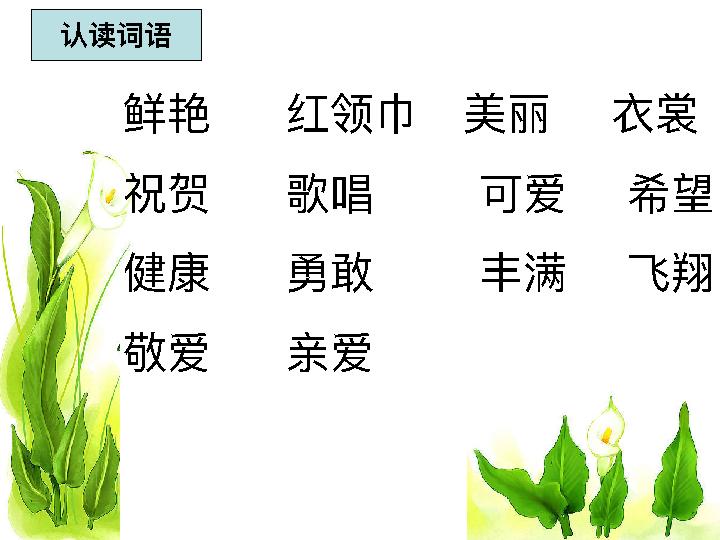 认读词语
鲜艳 红领巾 美丽 衣裳
祝贺 歌唱 可爱 希望
健康 勇敢 丰满 飞翔
敬爱 亲爱